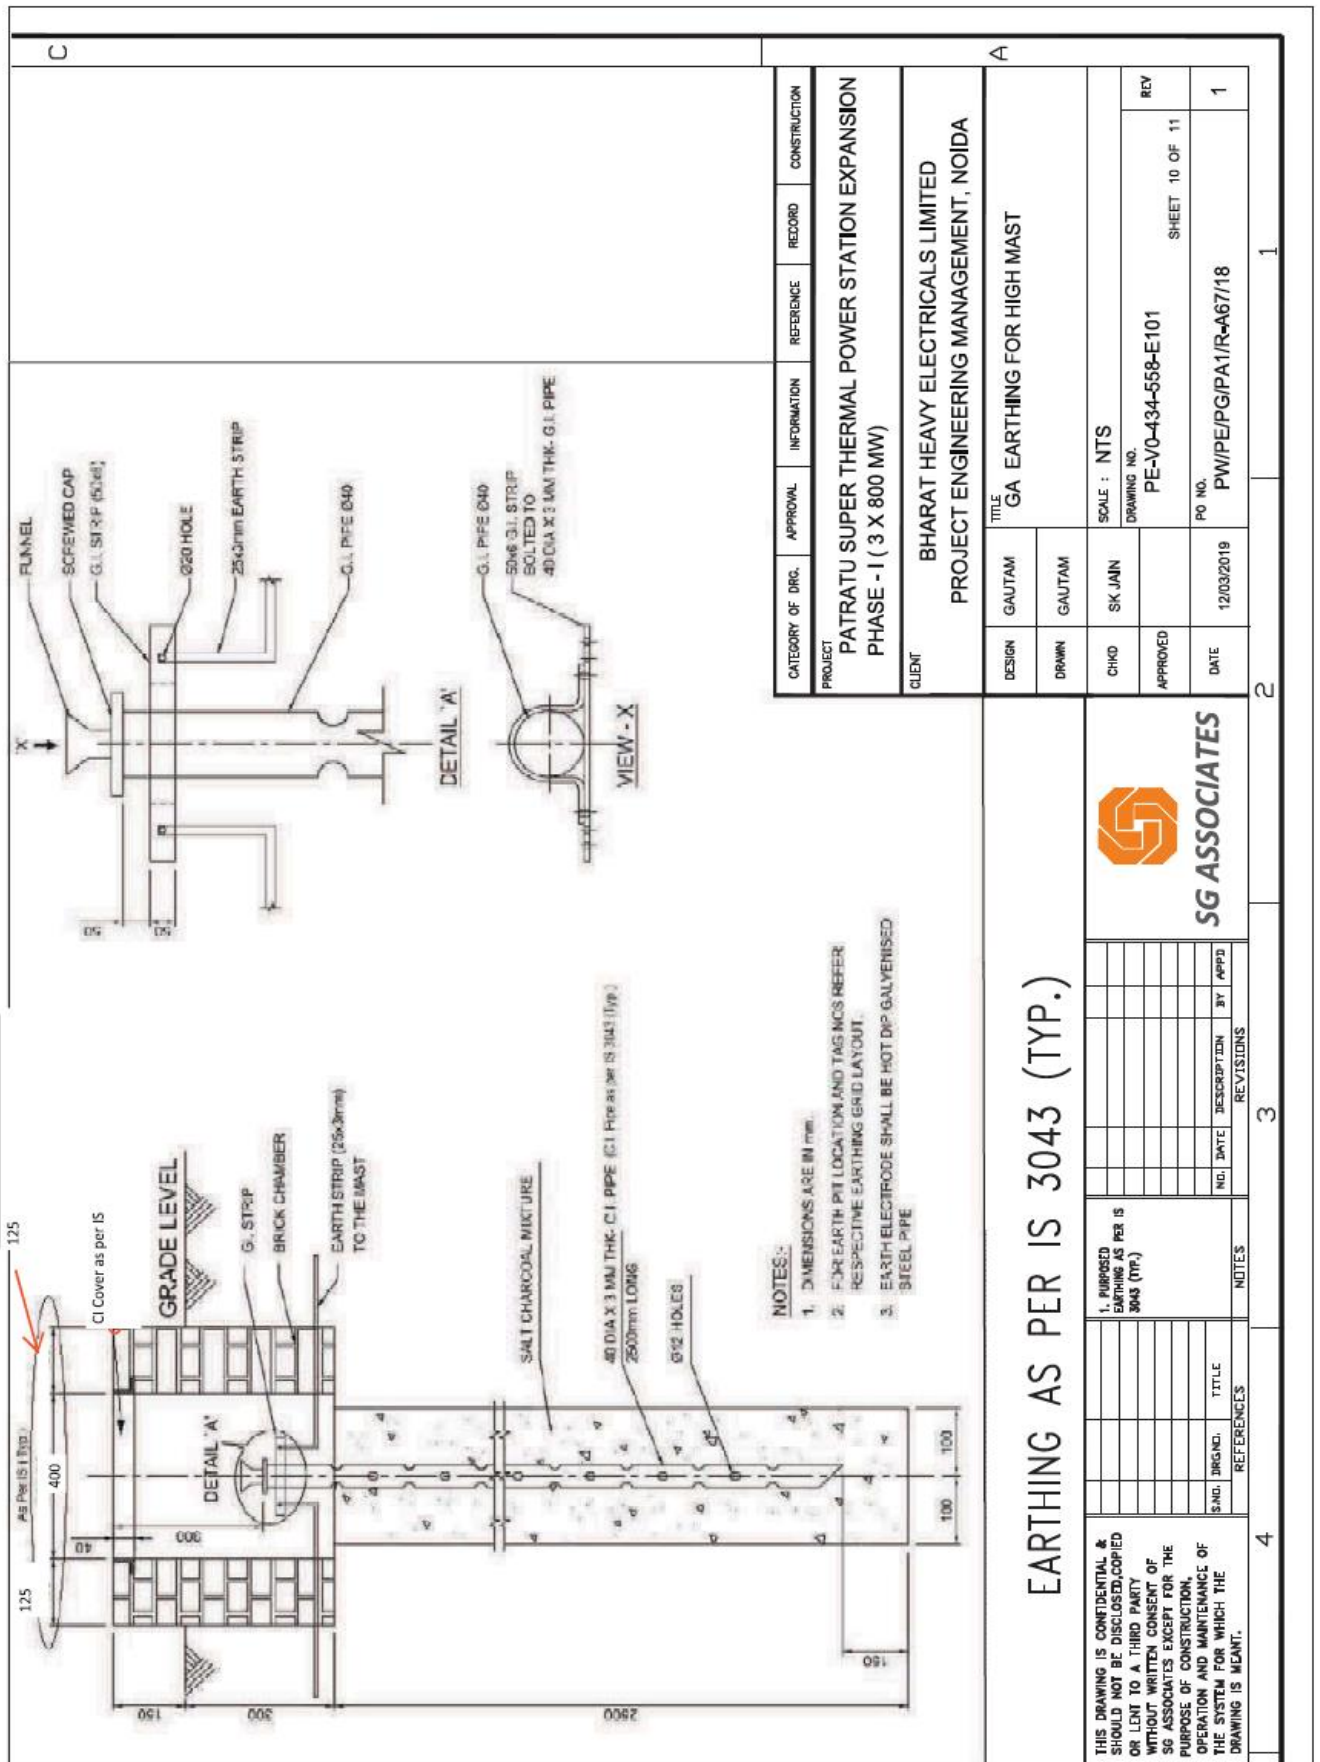 C
FUNNEL
SCREWED CAP
G.I. STRIP (50x6)
Ø20 HOLE
25x3mm EARTH STRIP
G.I. PIPE Ø40
'X'
50
50
DETAIL 'A'
G.I. PIPE Ø40
50x6 G.I. STRIP
BOLTED TO
40 DIA X 3 MM THK. G.I. PIPE
VIEW - X
125
As Per IS (Typ.)
400
125
CI Cover as per IS
GRADE LEVEL
40
300
DETAIL 'A'
G.I. STRIP
BRICK CHAMBER
EARTH STRIP (25x3mm)
TO THE MAST
150
300
SALT CHARCOAL MIXTURE
40 DIA X 3 MM THK. C.I. PIPE (C.I. Pice as per IS 3043 (Typ.)
2500mm LONG
Ø12 HOLES
150
100
100
NOTES:-
1. DIMENSIONS ARE IN mm.
2. FOR EARTH PIT LOCATION AND TAG NOS REFER
RESPECTIVE EARTHING GRID LAYOUT.
3. EARTH ELECTRODE SHALL BE HOT DIP GALVENISED
STEEL PIPE
EARTHING AS PER IS 3043 (TYP.)
CATEGORY OF DRG. APPROVAL INFORMATION REFERENCE RECORD CONSTRUCTION
PROJECT
PATRATU SUPER THERMAL POWER STATION EXPANSION
PHASE - I ( 3 X 800 MW)
CLIENT
BHARAT HEAVY ELECTRICALS LIMITED
PROJECT ENGINEERING MANAGEMENT, NOIDA
A
DESIGN GAUTAM
DRAWN GAUTAM
CHKD SK JAIN
APPROVED
DATE 12/03/2019
TITLE
GA EARTHING FOR HIGH MAST
SCALE : NTS
DRAWING NO.
PE-V0-434-558-E101
SHEET 10 OF 11
REV
1
PO NO.
PW/PE/PG/PA1/R-A67/18
THIS DRAWING IS CONFIDENTIAL &
SHOULD NOT BE DISCLOSED,COPIED
OR LENT TO A THIRD PARTY
WITHOUT WRITTEN CONSENT OF
SG ASSOCIATES EXCEPT FOR THE
PURPOSE OF CONSTRUCTION,
OPERATION AND MAINTENANCE OF
THE SYSTEM FOR WHICH THE
DRAWING IS MEANT.
S.NO. DRG.NO. TITLE
REFERENCES
1. PURPOSED
EARTHING AS PER IS
3043 (TYP.)
NOTES
NO. DATE DESCRIPTION BY APPD
REVISIONS
SG ASSOCIATES
4
3
2
1